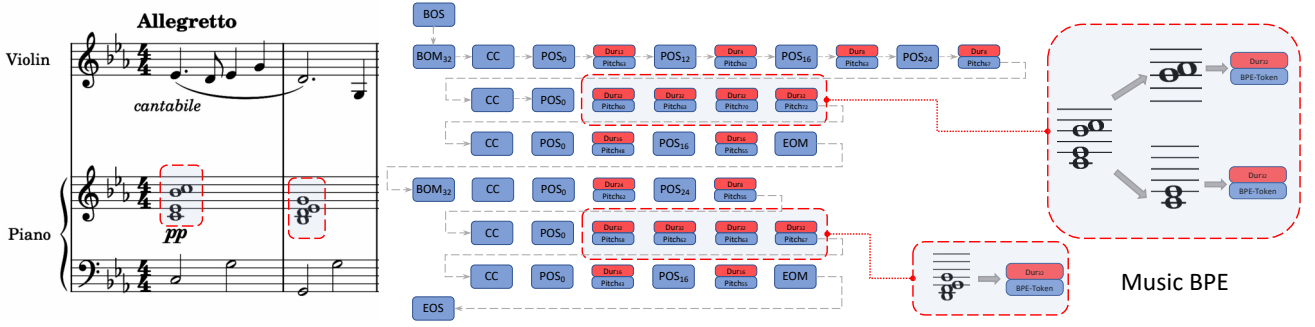 Allegretto
Violin
cantabile
Piano
pp
BOS
BOM32 CC POS0 Dur12 Pitch63 POS12 Dur4 Pitch62 POS16 Dur8 Pitch63 POS24 Dur8 Pitch67
CC POS0 Dur32 Pitch60 Dur32 Pitch63 Dur32 Pitch70 Dur32 Pitch72
CC POS0 Dur16 Pitch48 POS16 Dur16 Pitch55 EOM
BOM32 CC POS0 Dur24 Pitch62 POS24 Dur8 Pitch55
CC POS0 Dur32 Pitch58 Dur32 Pitch62 Dur32 Pitch63 Dur32 Pitch67
CC POS0 Dur16 Pitch43 POS16 Dur16 Pitch55 EOM
EOS
Dur32
BPE-Token
Dur32
BPE-Token
Dur32
BPE-Token
Music BPE